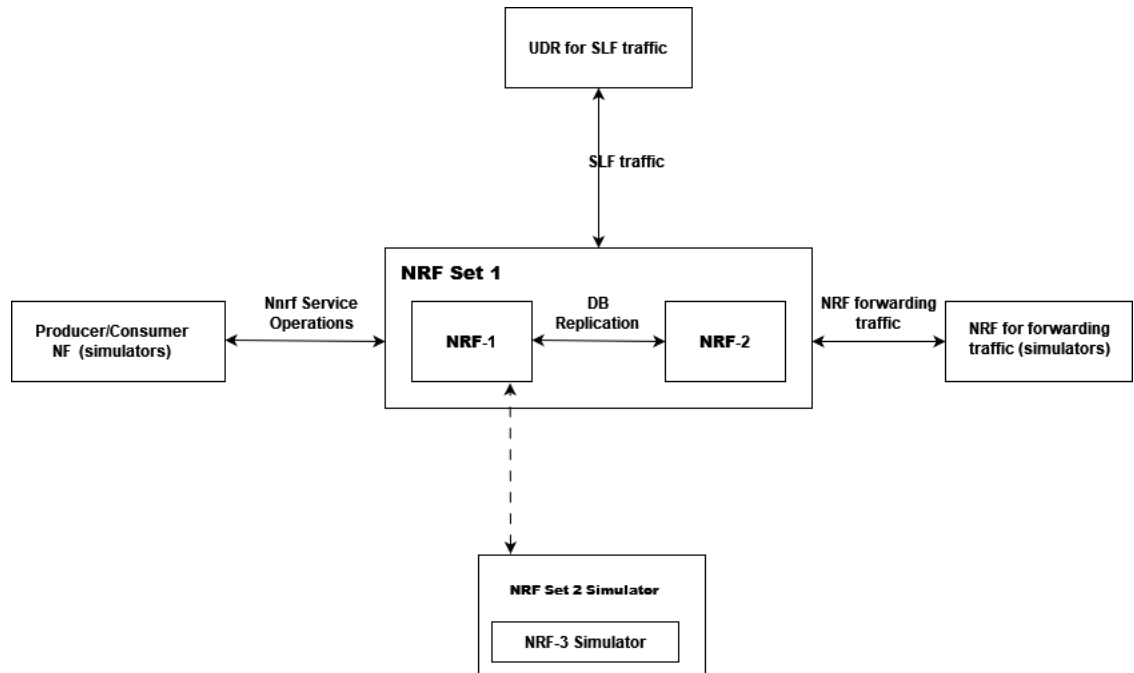 UDR for SLF traffic
SLF traffic
NRF Set 1
Nnrf Service
Operations
DB
Replication
NRF forwarding
traffic
Producer/Consumer
NF (simulators)
NRF-1
NRF-2
NRF for forwarding
traffic (simulators)
NRF Set 2 Simulator
NRF-3 Simulator